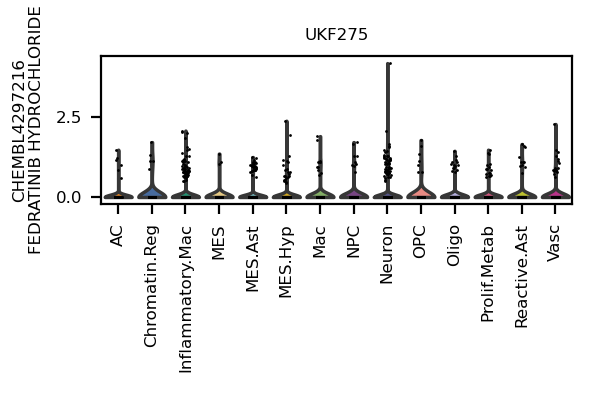 UKF275
CHEMBL4297216
FEDRATINIB HYDROCHLORIDE
2.5
0.0
AC
Chromatin.Reg
Inflammatory.Mac
MES
MES.Ast
MES.Hyp
Mac
NPC
Neuron
OPC
Oligo
Prolif.Metab
Reactive.Ast
Vasc